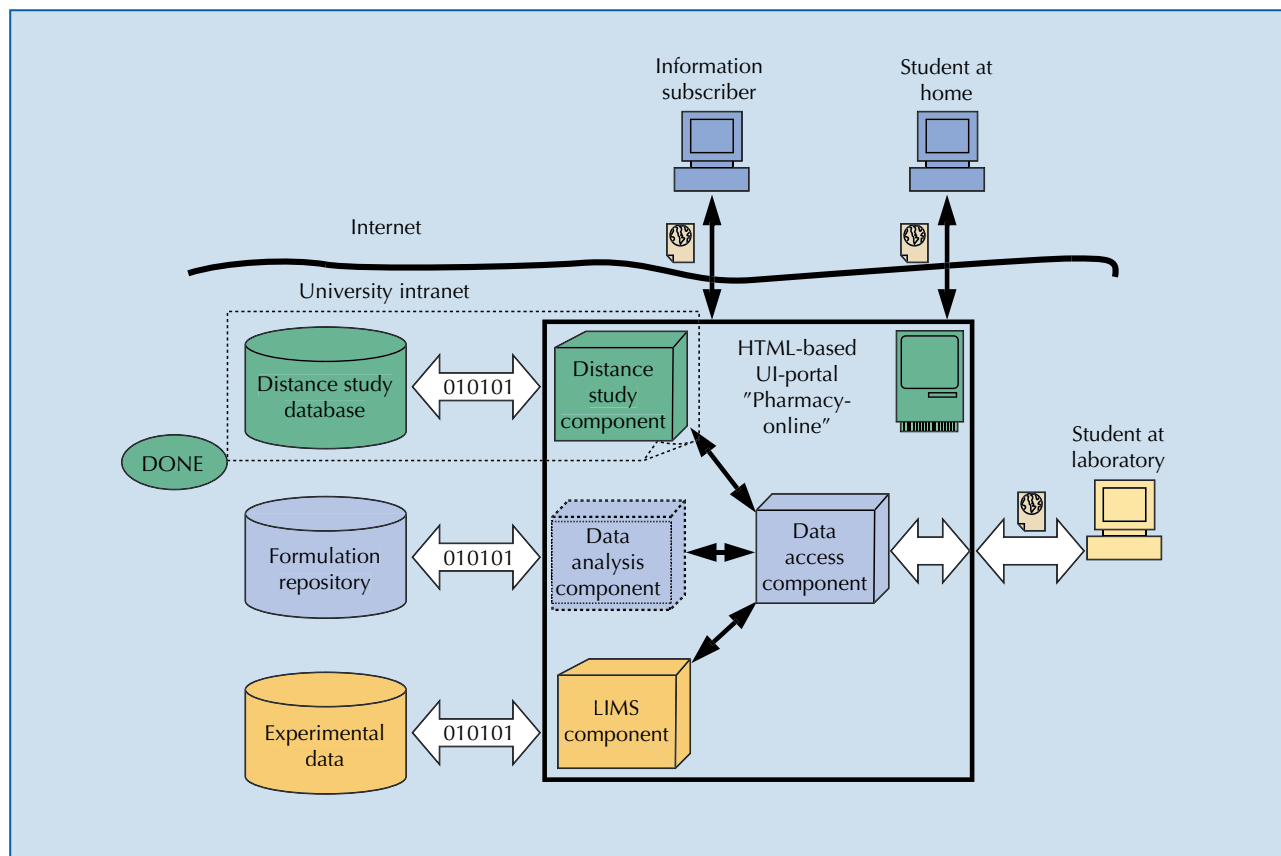 Information
subscriber
Student at
home
Internet
University intranet
Distance study
database
010101
Distance
study
component
HTML-based
UI-portal
”Pharmacy-
online”
DONE
Student at
laboratory
Formulation
repository
010101
Data
analysis
component
Data
access
component
Experimental
data
010101
LIMS
component